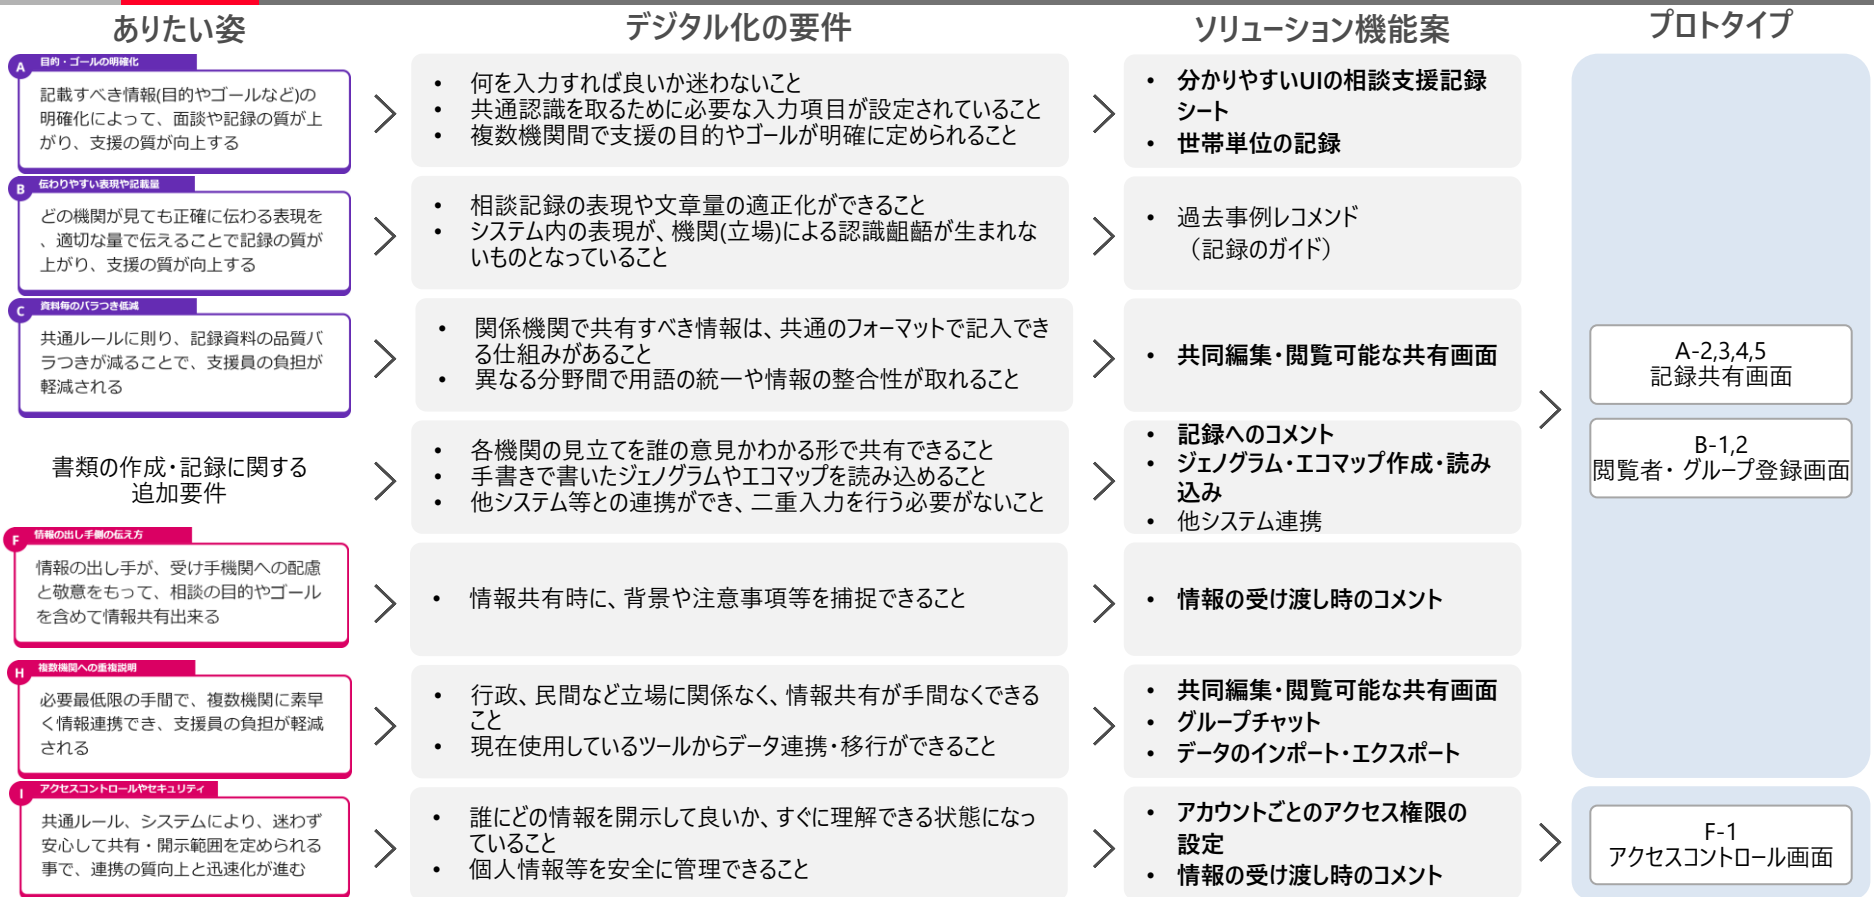 ありたい姿
デジタル化の要件
ソリューション機能案
プロトタイプ
A
目的・ゴールの明確化
記載すべき情報(目的やゴールなど)の
明確化によって、面談や記録の質が上
がり、支援の質が向上する
• 何を入力すれば良いか迷わないこと
• 共通認識を取るために必要な入力項目が設定されていること
• 複数機関間で支援の目的やゴールが明確に定められること
• 分かりやすいUIの相談支援記録
シート
• 世帯単位の記録
B
伝わりやすい表現や記載量
どの機関が見ても正確に伝わる表現を
、適切な量で伝えることで記録の質が
上がり、支援の質が向上する
• 相談記録の表現や文章量の適正化ができること
• システム内の表現が、機関(立場)による認識齟齬が生まれな
いものとなっていること
• 過去事例レコメンド
（記録のガイド）
C
資料毎のバラつき低減
共通ルールに則り、記録資料の品質バ
ラつきが減ることで、支援員の負担が
軽減される
• 関係機関で共有すべき情報は、共通のフォーマットで記入でき
る仕組みがあること
• 異なる分野間で用語の統一や情報の整合性が取れること
• 共同編集・閲覧可能な共有画面
書類の作成・記録に関する
追加要件
• 各機関の見立てを誰の意見かわかる形で共有できること
• 手書きで書いたジェノグラムやエコマップを読み込めること
• 他システム等との連携ができ、二重入力を行う必要がないこと
• 記録へのコメント
• ジェノグラム・エコマップ作成・読み
込み
• 他システム連携
F
情報の出し手側の伝え方
情報の出し手が、受け手機関への配慮
と敬意をもって、相談の目的やゴール
を含めて情報共有出来る
• 情報共有時に、背景や注意事項等を捕捉できること
• 情報の受け渡し時のコメント
H
複数機関への重複説明
必要最低限の手間で、複数機関に素早
く情報連携でき、支援員の負担が軽減
される
• 行政、民間など立場に関係なく、情報共有が手間なくできる
こと
• 現在使用しているツールからデータ連携・移行ができること
• 共同編集・閲覧可能な共有画面
• グループチャット
• データのインポート・エクスポート
I
アクセスコントロールやセキュリティ
共通ルール、システムにより、迷わず
安心して共有・開示範囲を定められる
事で、連携の質向上と迅速化が進む
• 誰にどの情報を開示して良いか、すぐに理解できる状態になっ
ていること
• 個人情報等を安全に管理できること
• アカウントごとのアクセス権限の
設定
• 情報の受け渡し時のコメント
A-2,3,4,5
記録共有画面
B-1,2
閲覧者・グループ登録画面
F-1
アクセスコントロール画面